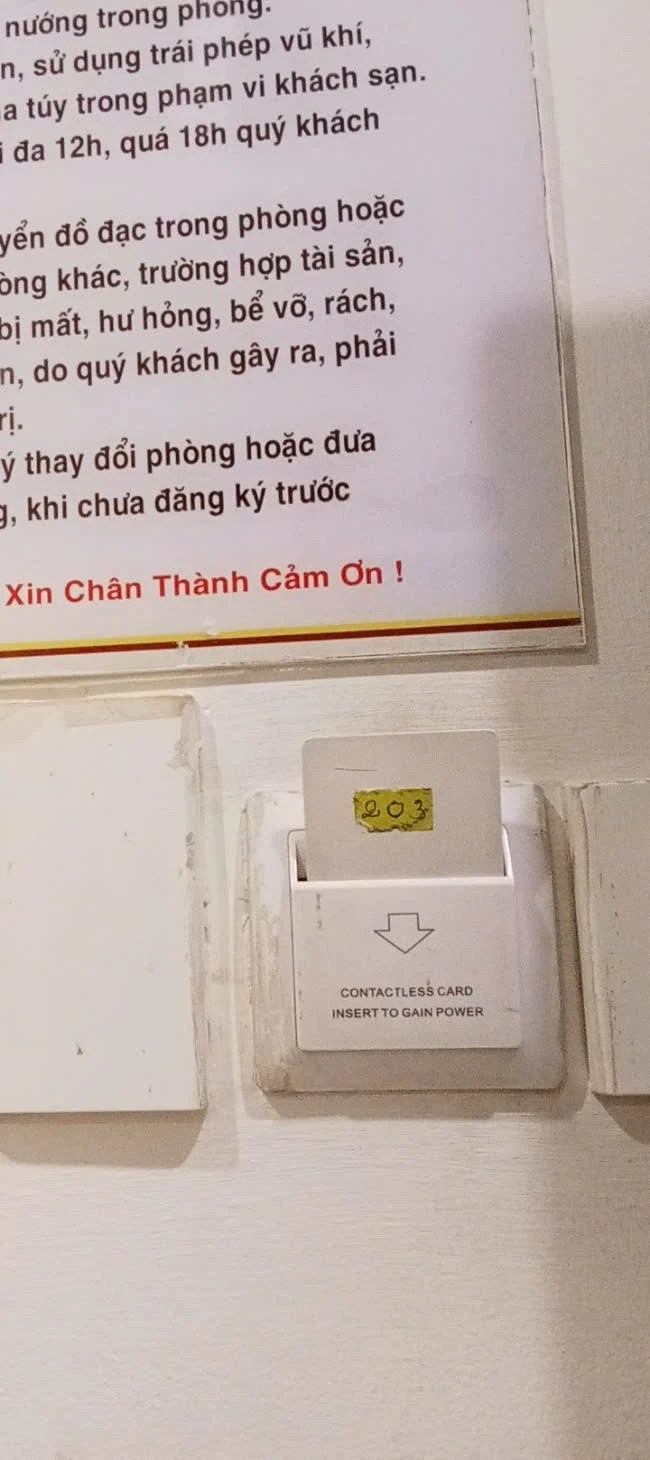 nướng trong phòng.
n, sử dụng trái phép vũ khí,
a túy trong phạm vi khách sạn.
i đa 12h, quá 18h quý khách
yển đồ đạc trong phòng hoặc
òng khác, trường hợp tài sản,
bị mất, hư hỏng, bể vỡ, rách,
n, do quý khách gây ra, phải
rị.
ý thay đổi phòng hoặc đưa
g, khi chưa đăng ký trước
Xin Chân Thành Cảm Ơn !
203
CONTACTLESS CARD
INSERT TO GAIN POWER